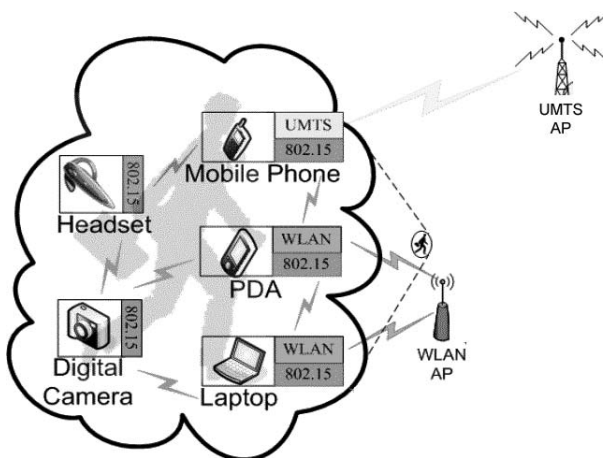 UMTS
AP
UMTS
802.15
Mobile Phone
802.15
Headset
WLAN
802.15
PDA
802.15
Digital
Camera
WLAN
802.15
Laptop
WLAN
AP